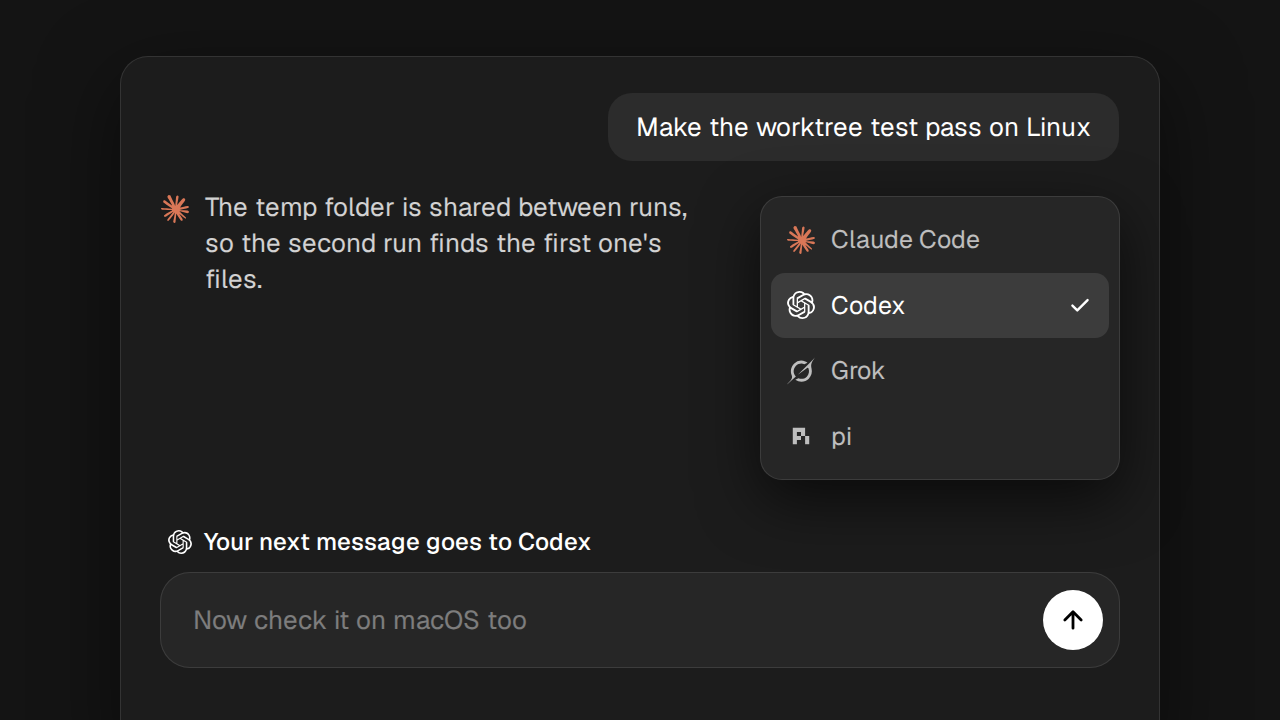 Make the worktree test pass on Linux
The temp folder is shared between runs,
so the second run finds the first one's
files.
Claude Code
Codex
Grok
pi
Your next message goes to Codex
Now check it on macOS too